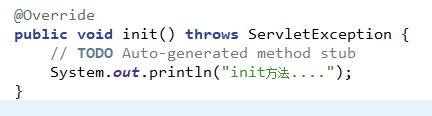 @Override
public void init() throws ServletException {
    // TODO Auto-generated method stub
    System.out.println("init方法....");
}